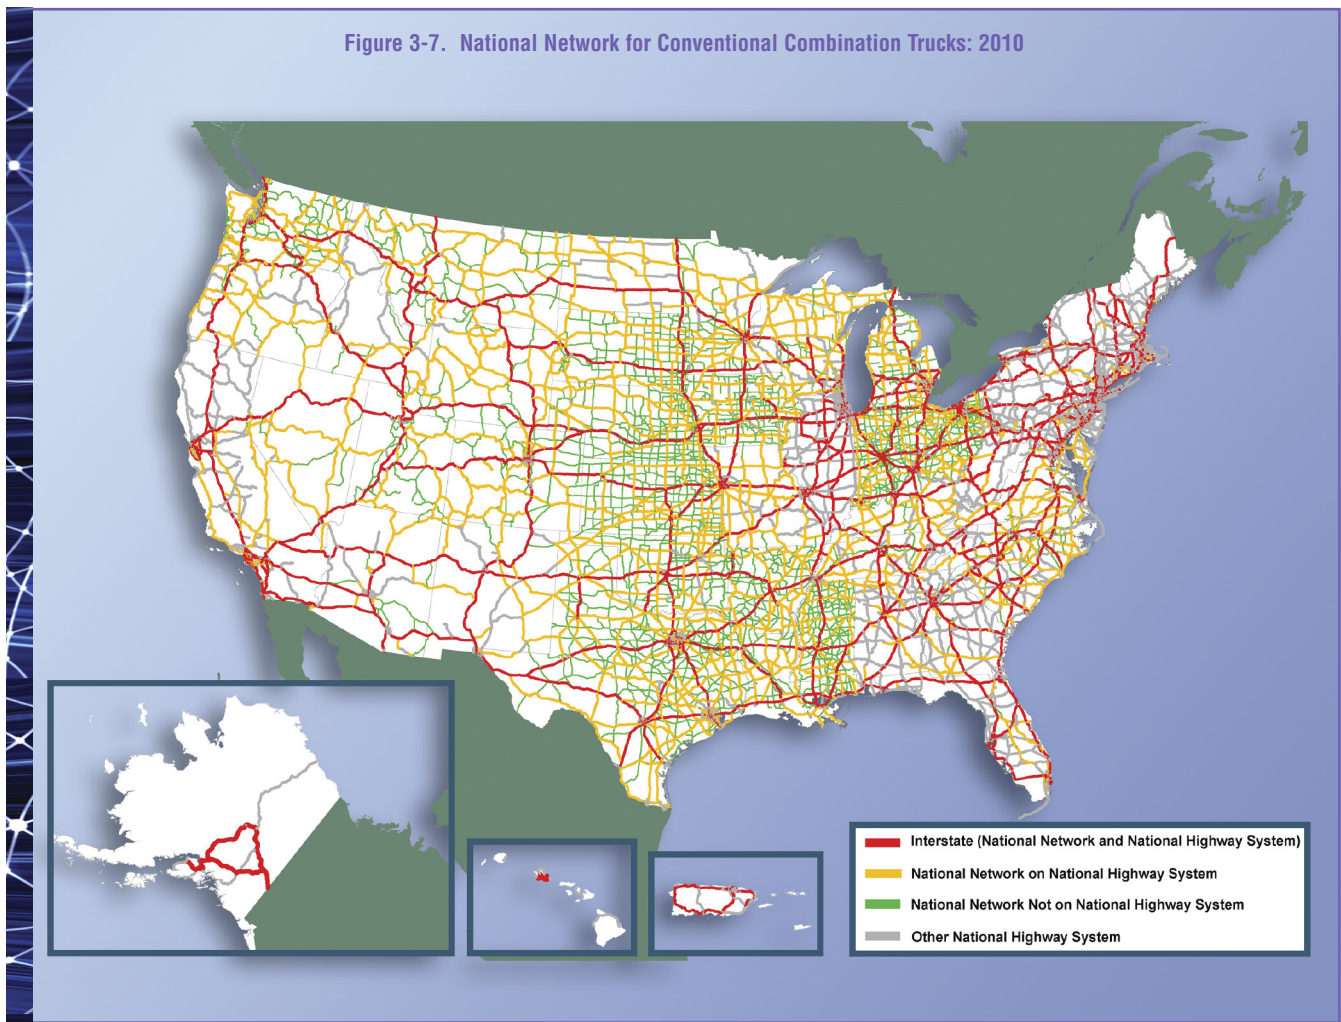 Figure 3-7. National Network for Conventional Combination Trucks: 2010
Interstate (National Network and National Highway System)
National Network on National Highway System
National Network Not on National Highway System
Other National Highway System